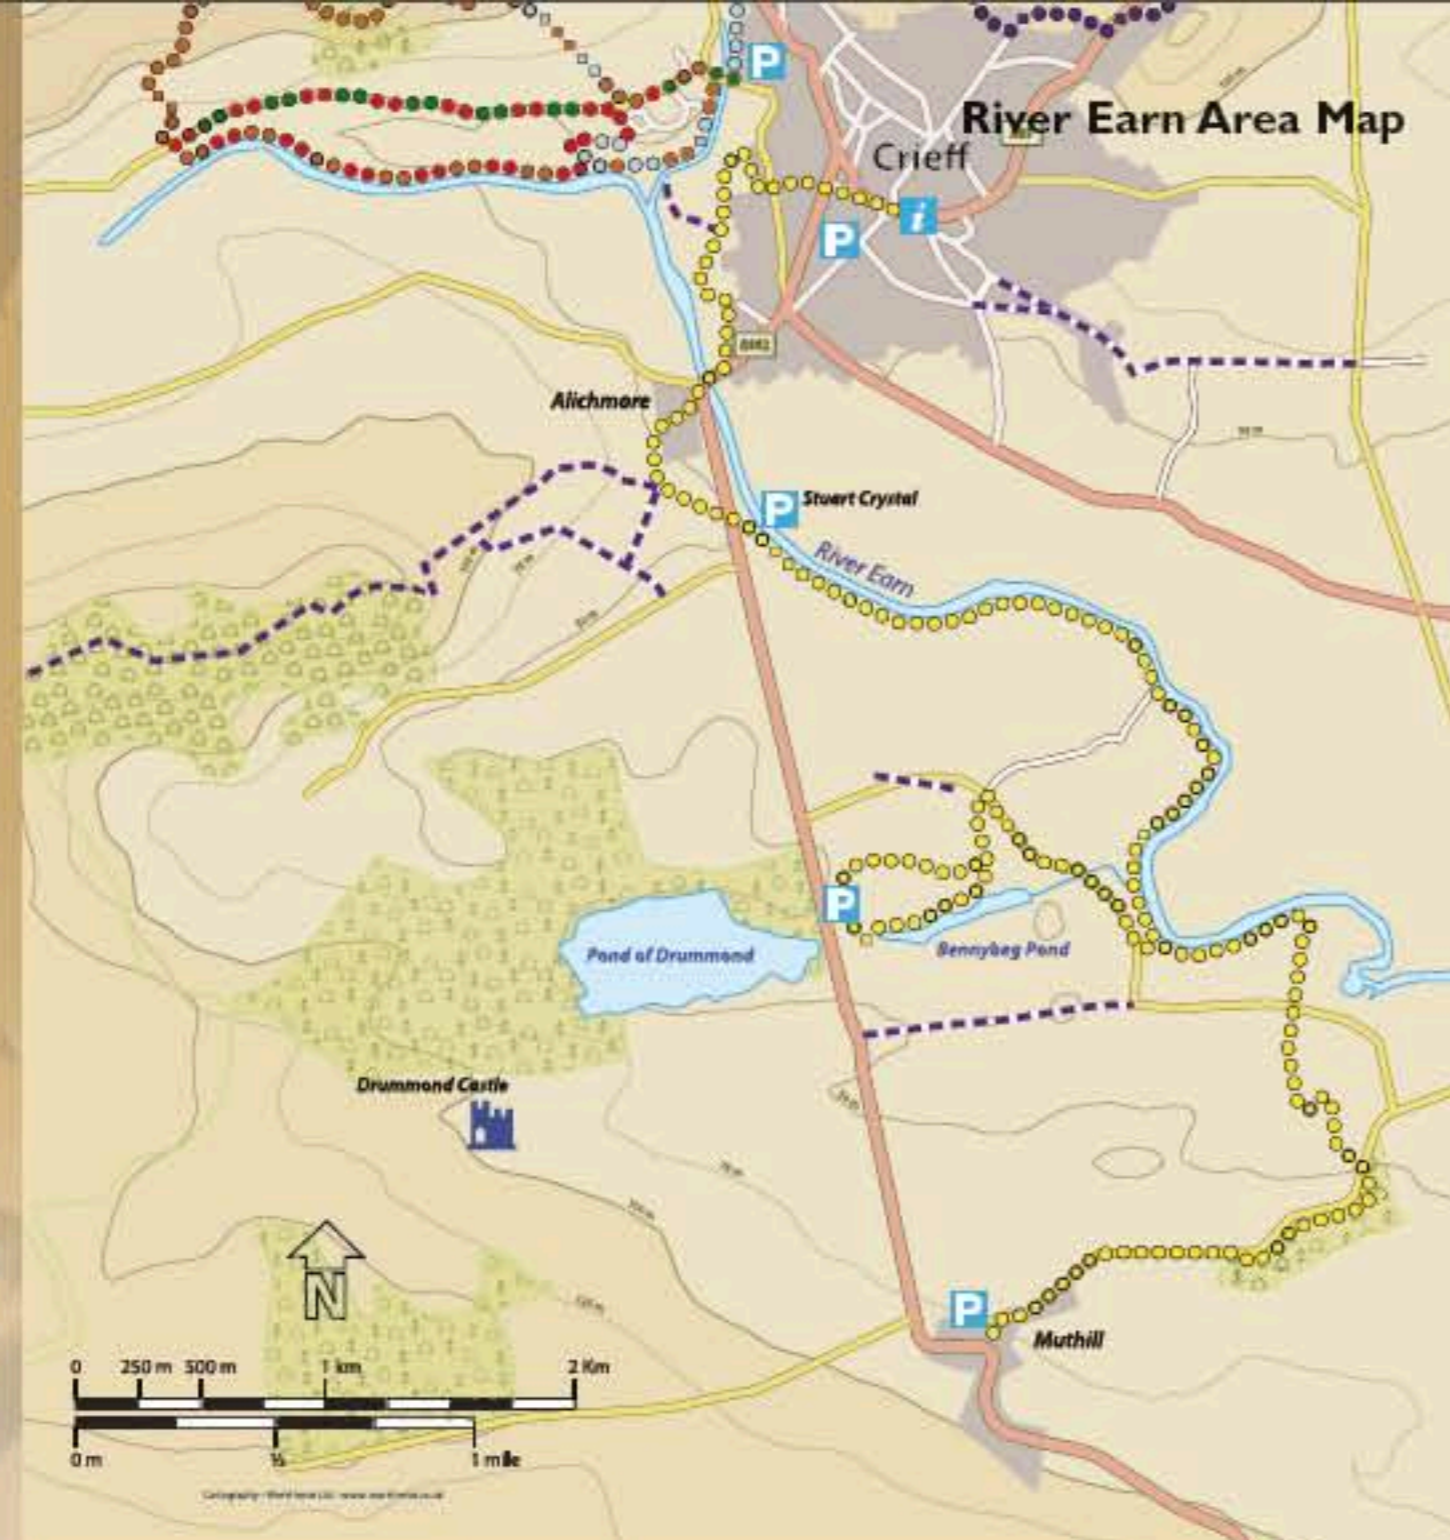 P
River Earn Area Map
Crieff
i
P
Alichmore
P
Stuart Crystal
River Earn
P
Pond of Drummond
Bennybeg Pond
Drummond Castle
N
P
Muthill
0 250 m 500 m 1 km 2 Km
0 m ½ 1 mile